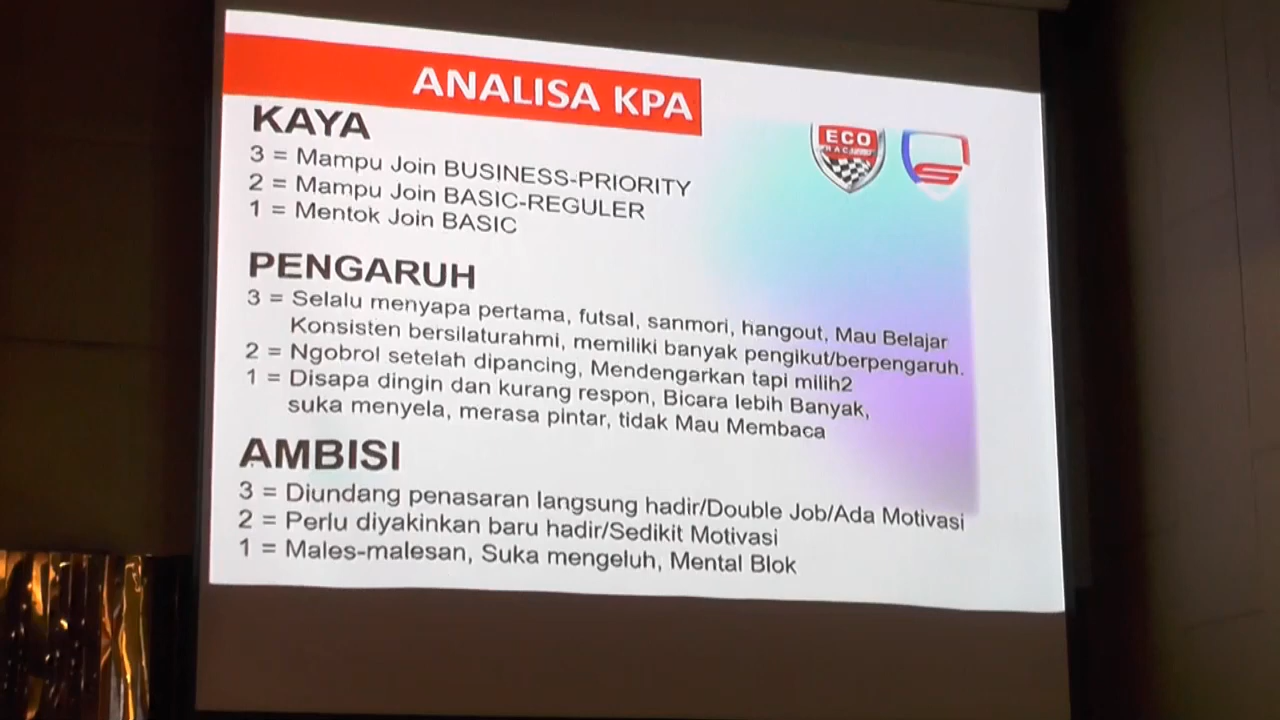 ANALISA KPA
KAYA
3 = Mampu Join BUSINESS-PRIORITY
2 = Mampu Join BASIC-REGULER
1 = Mentok Join BASIC
ECO
RACING
PENGARUH
3 = Selalu menyapa pertama, futsal, sanmori, hangout, Mau Belajar
Konsisten bersilaturahmi, memiliki banyak pengikut/berpengaruh.
2 = Ngobrol setelah dipancing, Mendengarkan tapi milih2
1 = Disapa dingin dan kurang respon, Bicara lebih Banyak,
suka menyela, merasa pintar, tidak Mau Membaca
AMBISI
3 = Diundang penasaran langsung hadir/Double Job/Ada Motivasi
2 = Perlu diyakinkan baru hadir/Sedikit Motivasi
1 = Males-malesan, Suka mengeluh, Mental Blok